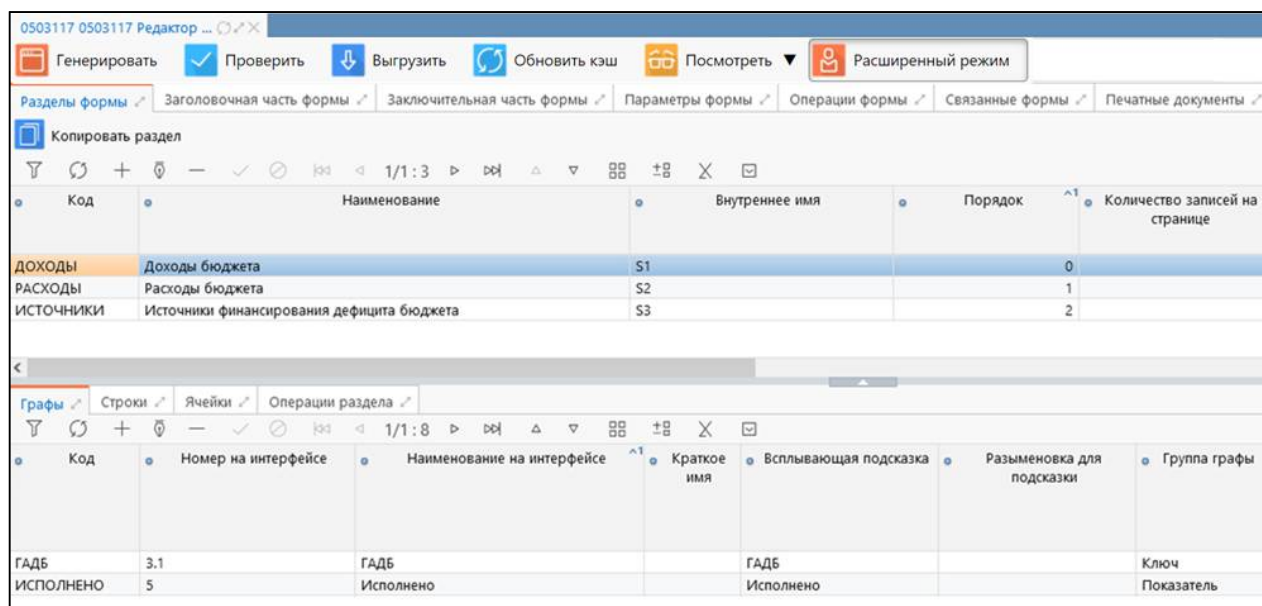 0503117 0503117 Редактор ...
Генерировать Проверить Выгрузить Обновить кэш Посмотреть ▼ Расширенный режим
Разделы формы Заголовочная часть формы Заключительная часть формы Параметры формы Операции формы Связанные формы Печатные документы
Копировать раздел
1/1 : 3
Код Наименование Внутреннее имя Порядок ^1 Количество записей на
странице
ДОХОДЫ Доходы бюджета S1 0
РАСХОДЫ Расходы бюджета S2 1
ИСТОЧНИКИ Источники финансирования дефицита бюджета S3 2
Графы Строки Ячейки Операции раздела
1/1 : 8
Код Номер на интерфейсе Наименование на интерфейсе ^1 Краткое Всплывающая подсказка Разыменовка для Группа графы
имя подсказки
ГАДБ 3.1 ГАДБ ГАДБ Ключ
ИСПОЛНЕНО 5 Исполнено Исполнено Показатель